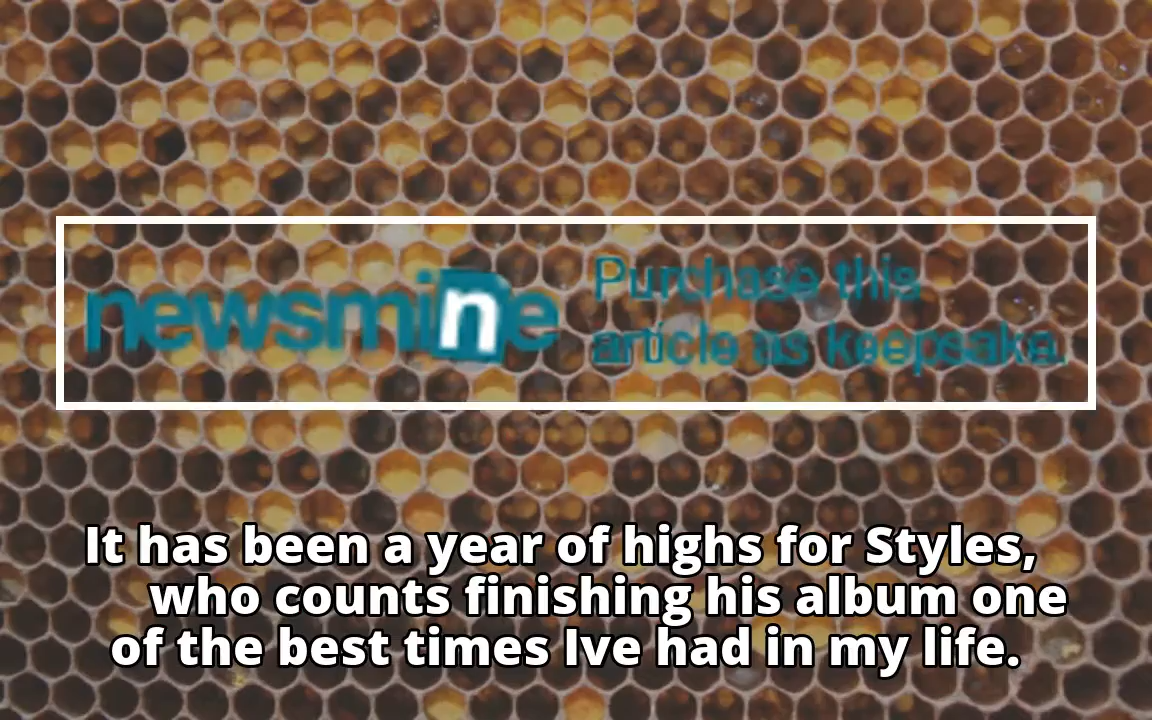 newsmine
Purchase this
article as keepsake.
It has been a year of highs for Styles,
who counts finishing his album one
of the best times Ive had in my life.